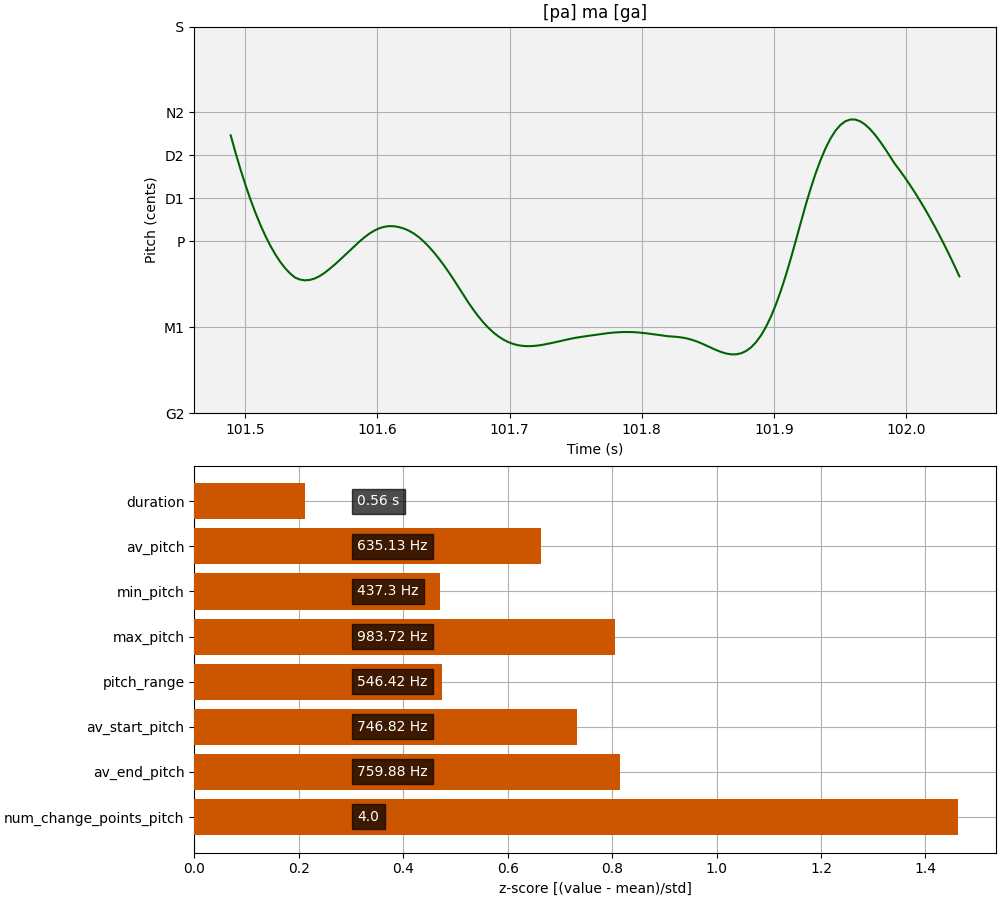 [pa] ma [ga]
S
N2
D2
D1
P
M1
G2
Pitch (cents)
101.5 101.6 101.7 101.8 101.9 102.0
Time (s)
duration 0.56 s
av_pitch 635.13 Hz
min_pitch 437.3 Hz
max_pitch 983.72 Hz
pitch_range 546.42 Hz
av_start_pitch 746.82 Hz
av_end_pitch 759.88 Hz
num_change_points_pitch 4.0
0.0 0.2 0.4 0.6 0.8 1.0 1.2 1.4
z-score [(value - mean)/std]